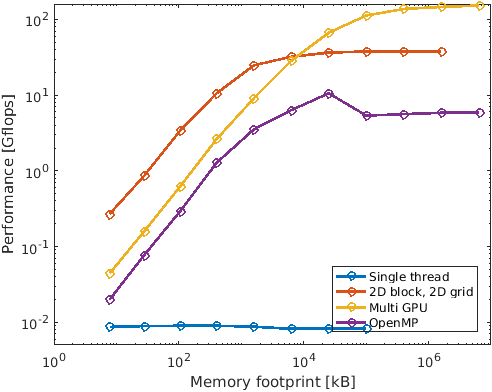 10^2
10^1
10^0
10^-1
10^-2
Performance [Gflops]
Single thread
2D block, 2D grid
Multi GPU
OpenMP
10^0 10^2 10^4 10^6
Memory footprint [kB]